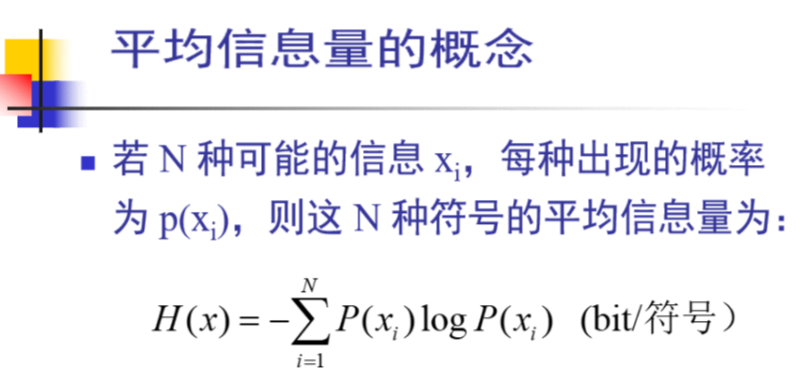 平均信息量的概念
若 N 种可能的信息 xᵢ，每种出现的概率
为 p(xᵢ)，则这 N 种符号的平均信息量为：
H(x) = −∑_{i=1}^{N} P(xᵢ) log P(xᵢ) (bit/符号）